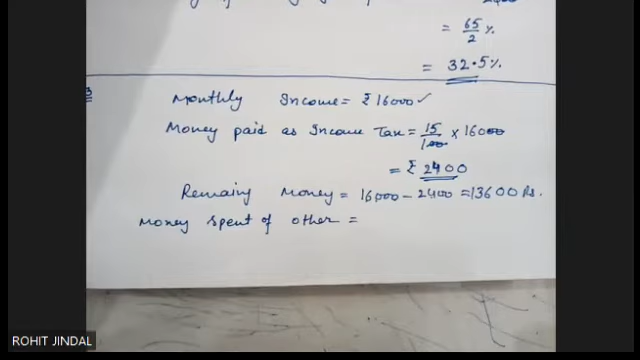 = 65/2 %
= 32.5%
Monthly Income = ₹ 16000 ✓
Money paid as Income Tax = 15/100 × 16000
= ₹ 2400
Remaing Money = 16000 - 2400 = 13600 Rs.
Money spent of other =
ROHIT JINDAL